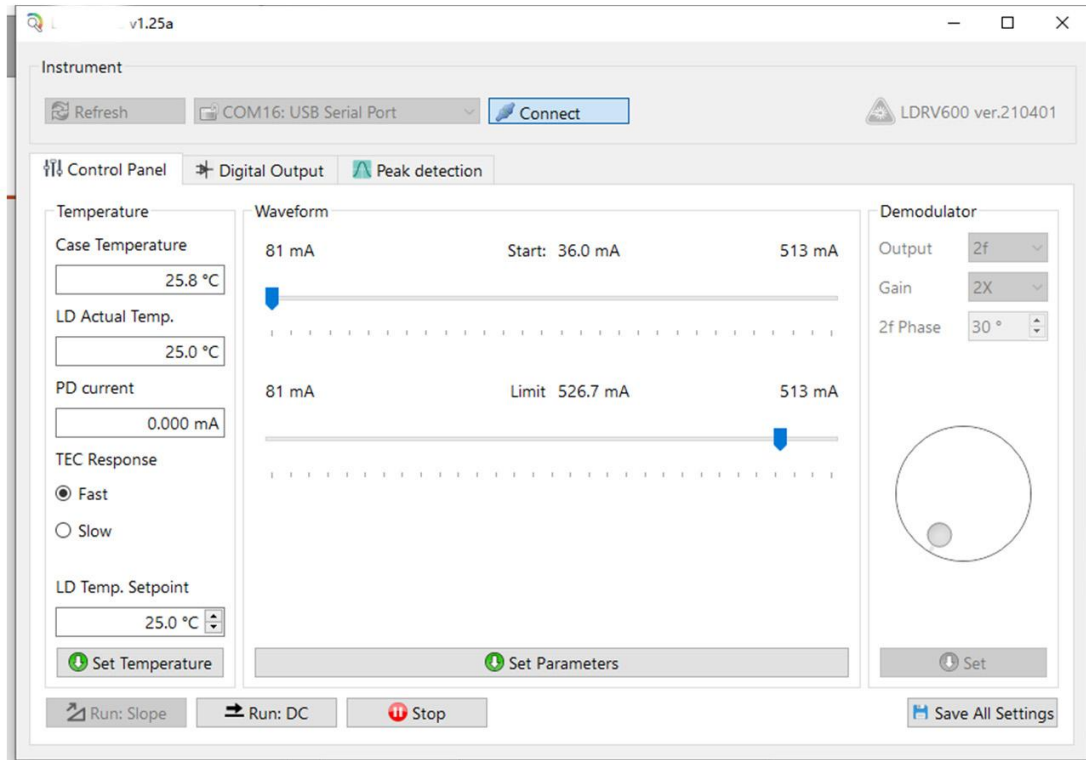 v1.25a
Instrument
Refresh COM16: USB Serial Port Connect LDRV600 ver.210401
Control Panel Digital Output Peak detection
Temperature
Case Temperature
25.8 °C
LD Actual Temp.
25.0 °C
PD current
0.000 mA
TEC Response
Fast
Slow
LD Temp. Setpoint
25.0 °C
Set Temperature
Waveform
81 mA Start: 36.0 mA 513 mA
81 mA Limit 526.7 mA 513 mA
Set Parameters
Demodulator
Output 2f
Gain 2X
2f Phase 30 °
Set
Run: Slope Run: DC Stop Save All Settings